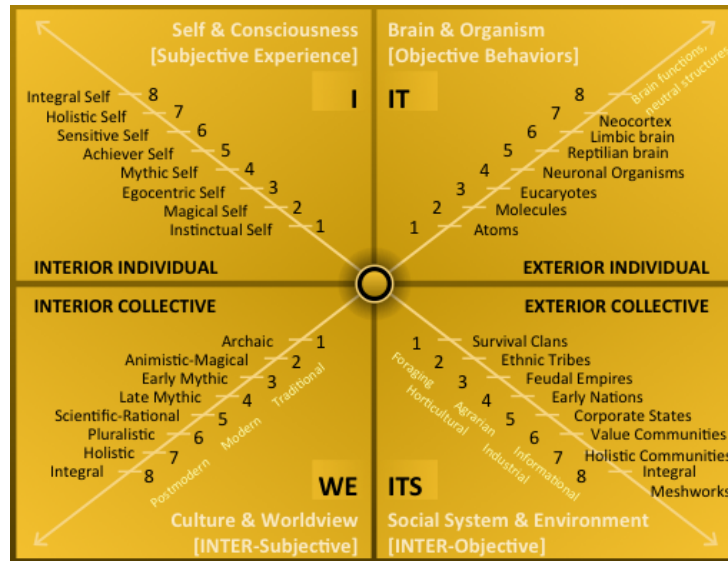 Self & Consciousness
[Subjective Experience]
I
Integral Self 8
Holistic Self 7
Sensitive Self 6
Achiever Self 5
Mythic Self 4
Egocentric Self 3
Magical Self 2
Instinctual Self 1
INTERIOR INDIVIDUAL
Brain & Organism
[Objective Behaviors]
IT
Brain functions,
neutral structures
8
7 Neocortex
6 Limbic brain
5 Reptilian brain
4 Neuronal Organisms
3 Eucaryotes
2 Molecules
1 Atoms
EXTERIOR INDIVIDUAL
INTERIOR COLLECTIVE
Archaic 1
Animistic-Magical 2
Early Mythic 3
Late Mythic 4
Scientific-Rational 5
Pluralistic 6
Holistic 7
Integral 8
Traditional
Modern
Postmodern
WE
Culture & Worldview
[INTER-Subjective]
EXTERIOR COLLECTIVE
1 Survival Clans
2 Ethnic Tribes
3 Feudal Empires
4 Early Nations
5 Corporate States
6 Value Communities
7 Holistic Communities
8 Integral
Meshworks
Foraging
Horticultural
Agrarian
Industrial
Informational
ITS
Social System & Environment
[INTER-Objective]